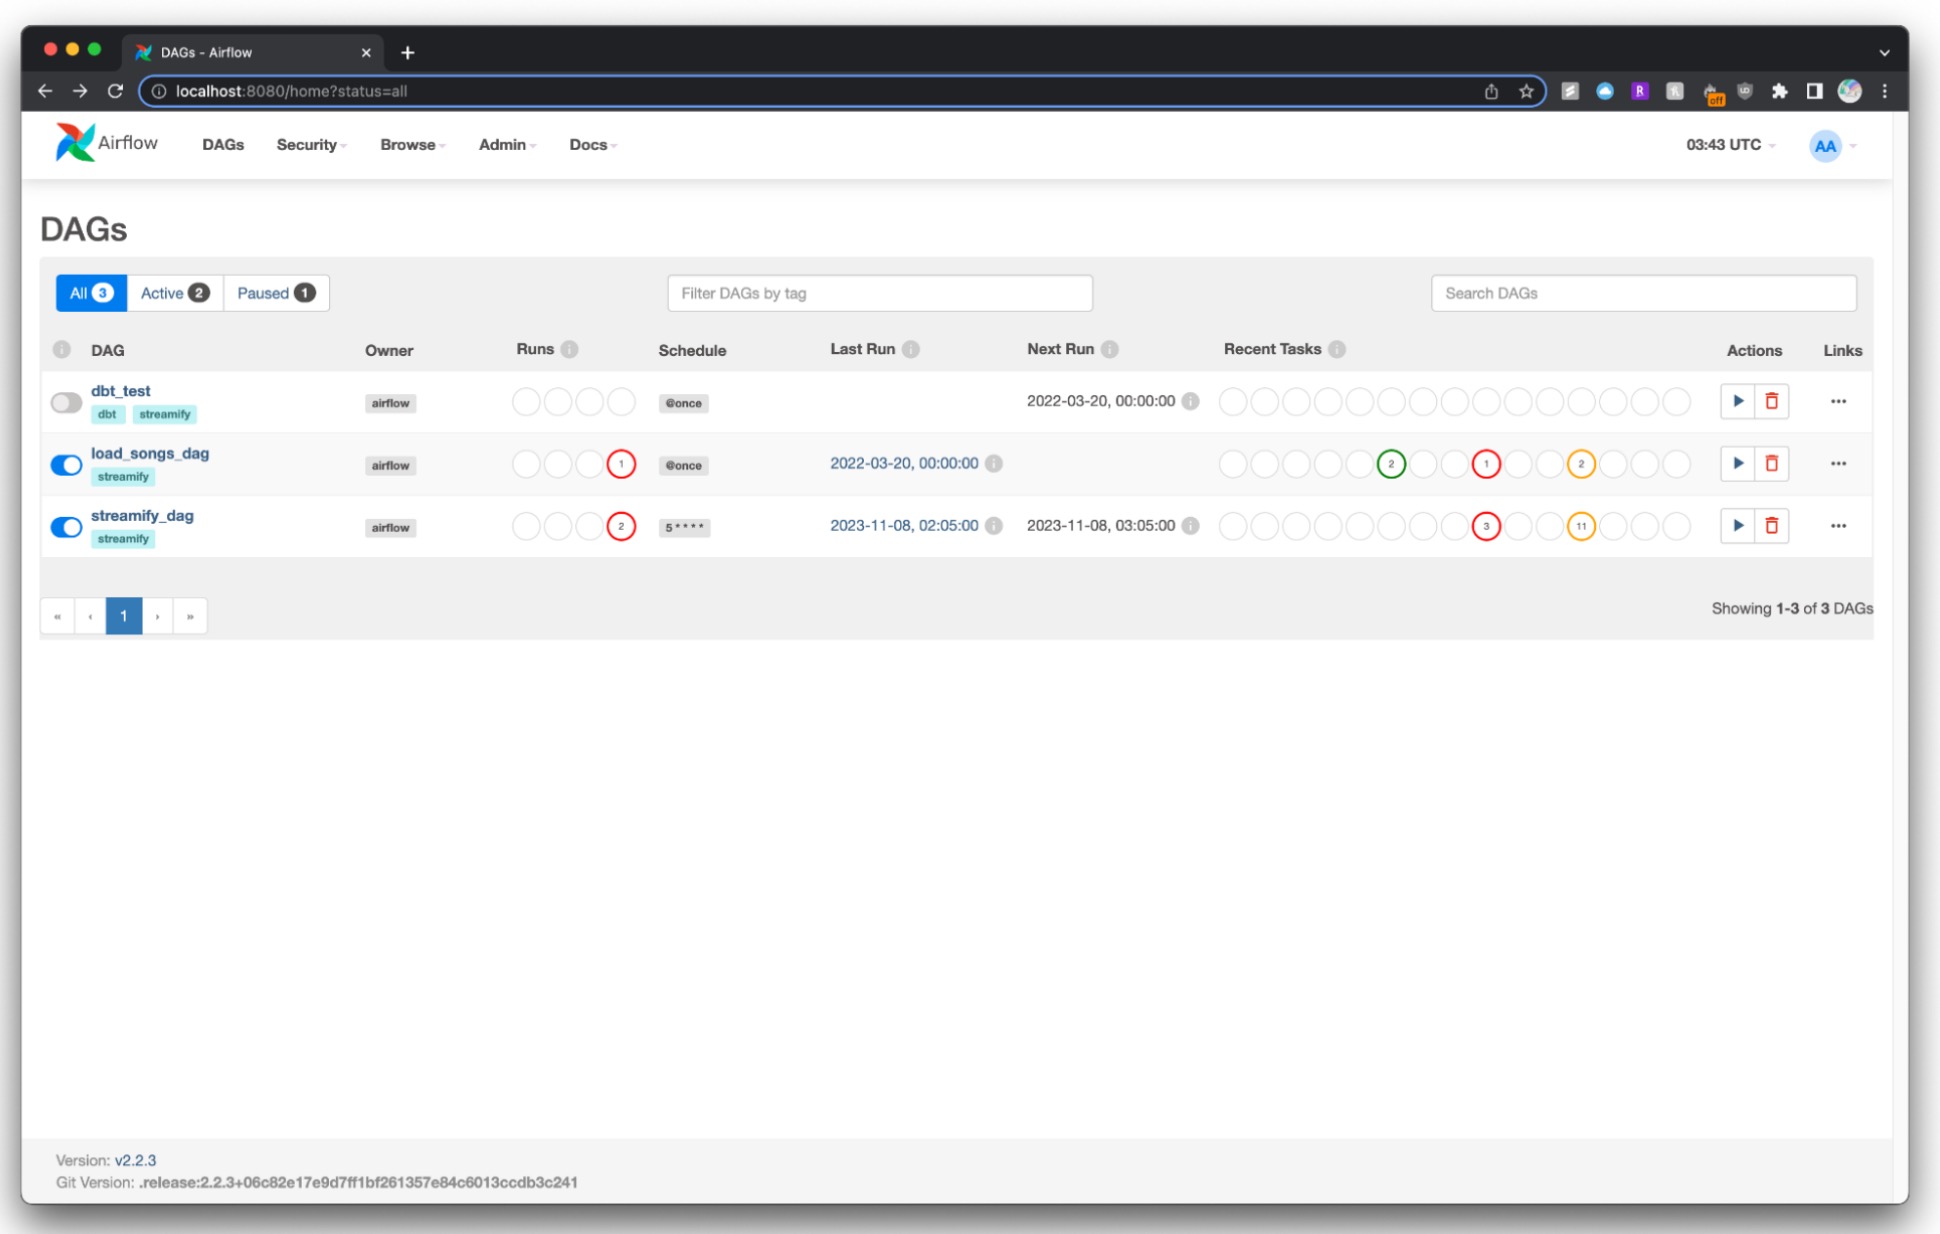 DAGs - Airflow
localhost:8080/home?status=all
R
off
Airflow DAGs Security Browse Admin Docs 03:43 UTC AA
DAGs
All 3 Active 2 Paused 1 Filter DAGs by tag Search DAGs
i DAG Owner Runs i Schedule Last Run i Next Run i Recent Tasks i Actions Links
dbt_test
airflow @once 2022-03-20, 00:00:00 i
dbt streamify
load_songs_dag
airflow 1 @once 2022-03-20, 00:00:00 i 2 1 2
streamify
streamify_dag
airflow 2 5 * * * * 2023-11-08, 02:05:00 i 2023-11-08, 03:05:00 i 3 11
streamify
« ‹ 1 › » Showing 1-3 of 3 DAGs
Version: v2.2.3
Git Version: .release:2.2.3+06c82e17e9d7ff1bf261357e84c6013ccdb3c241